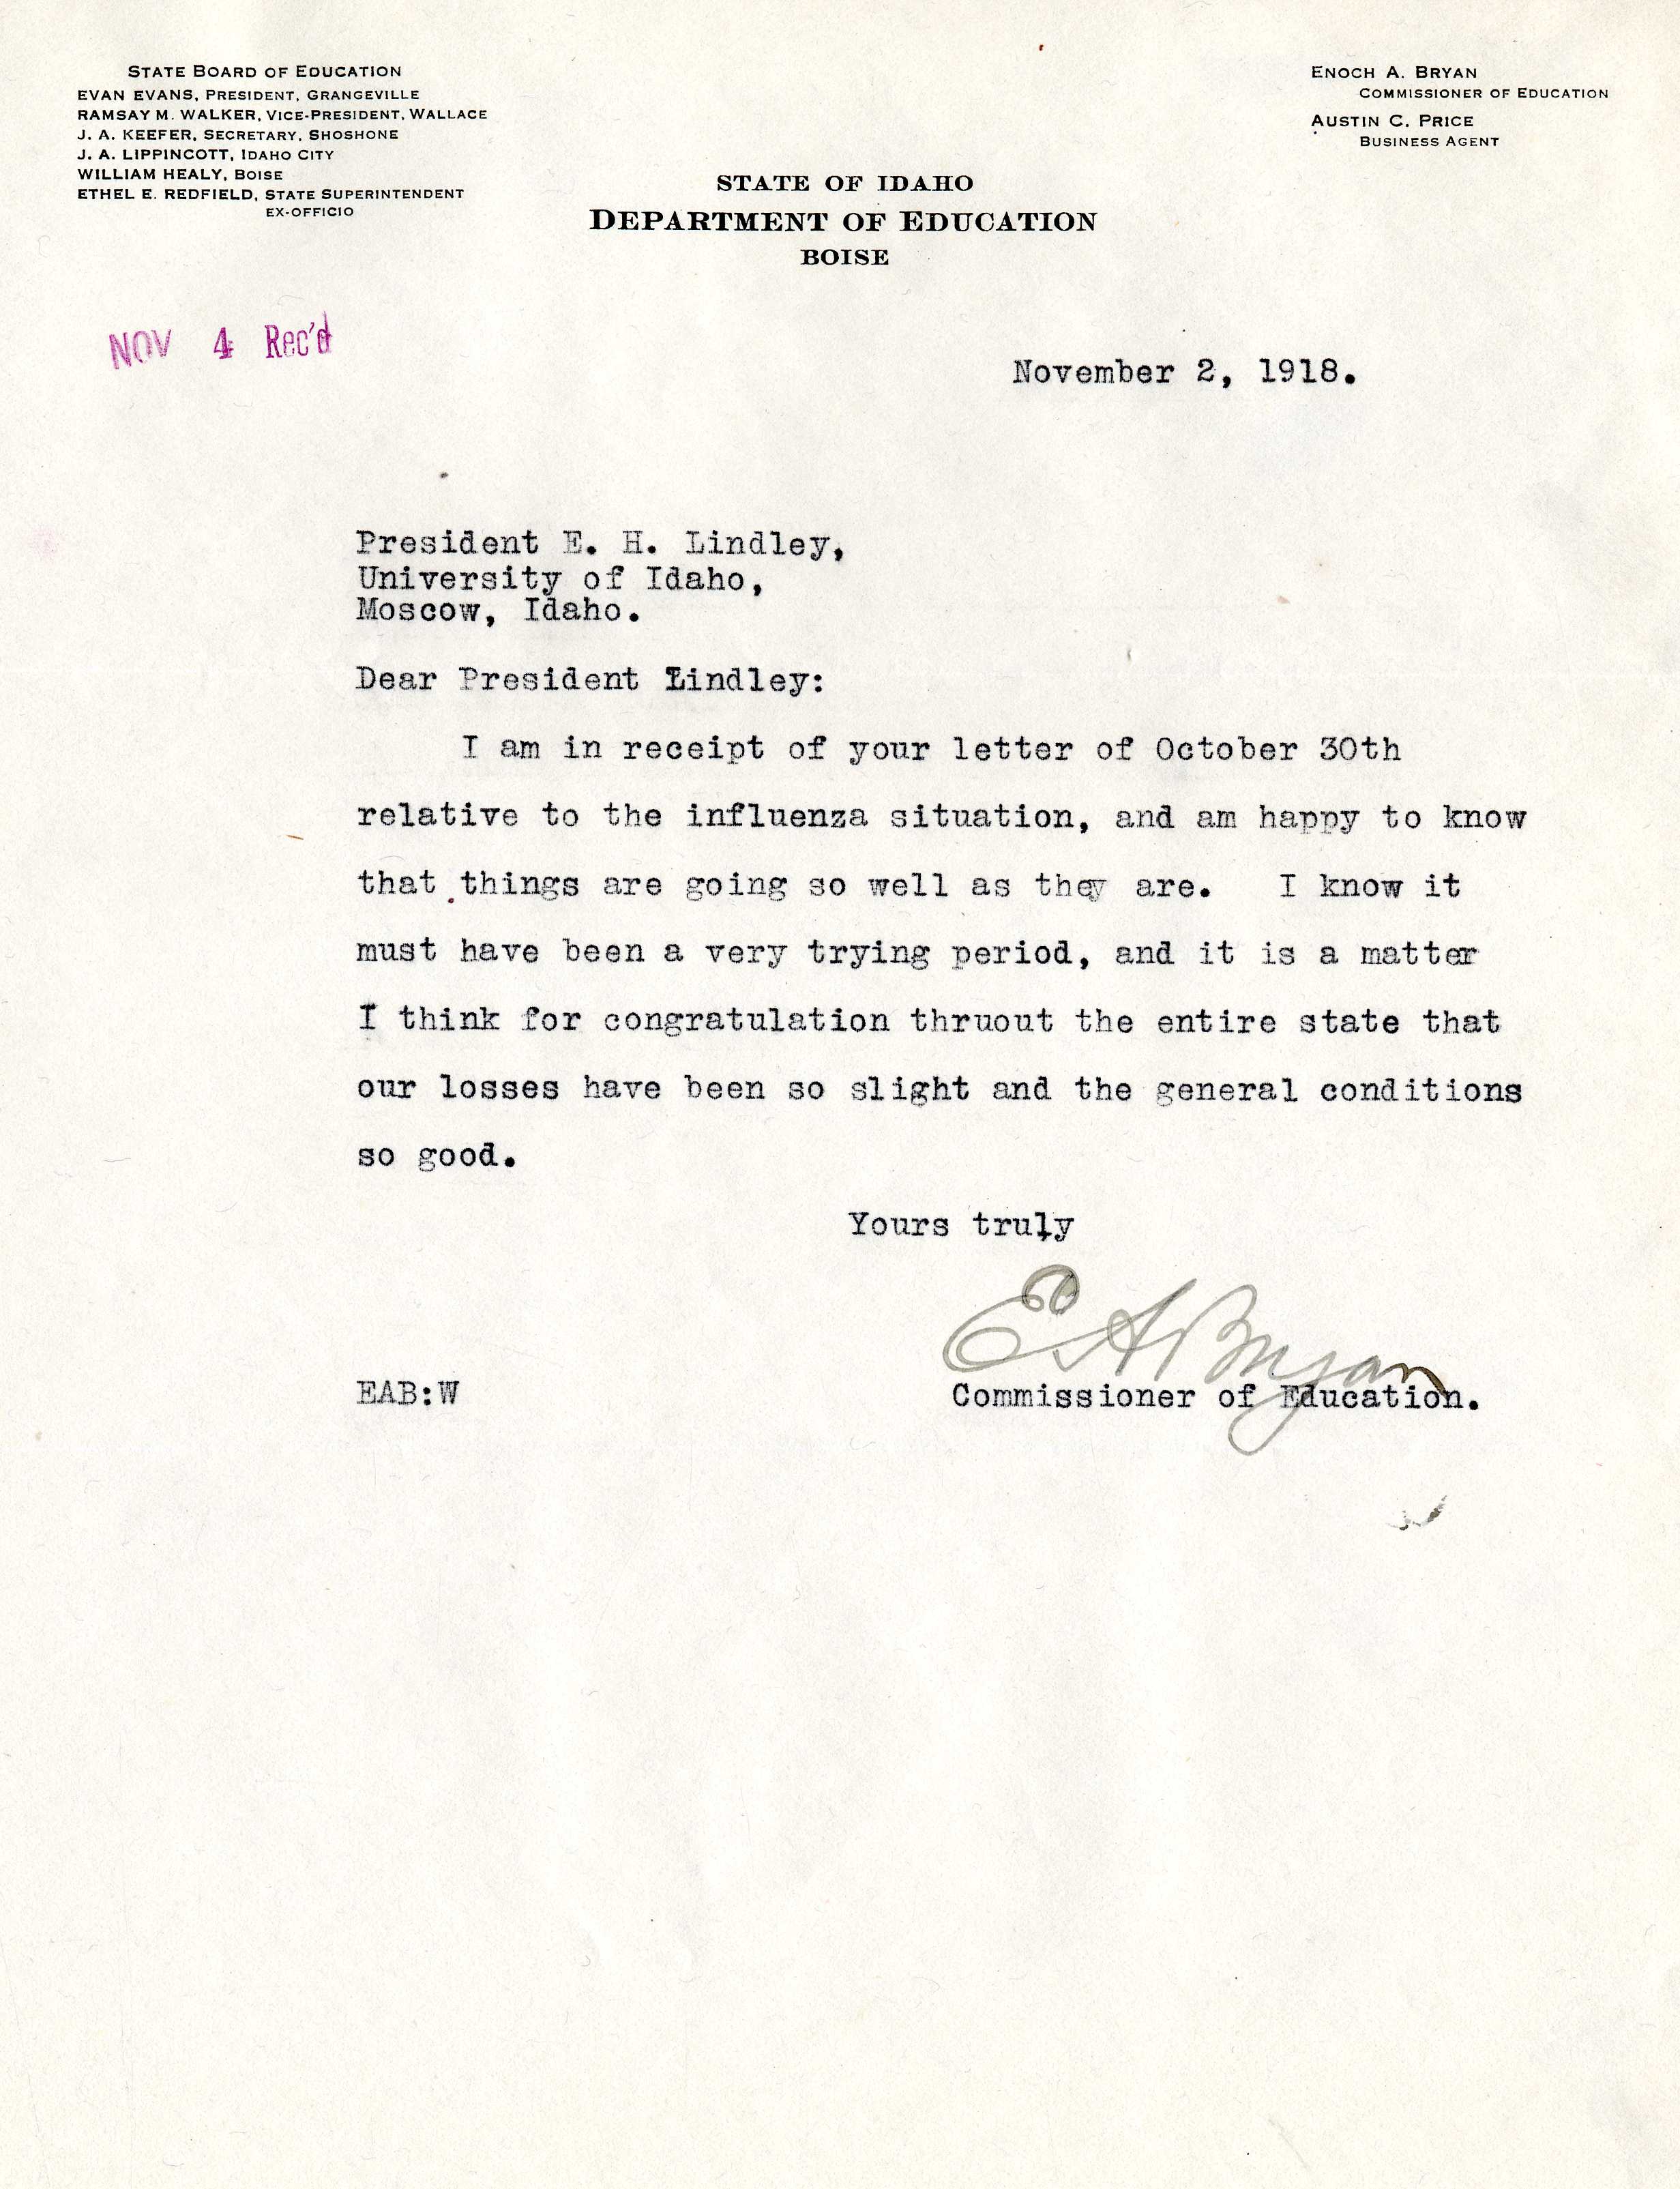 STATE BOARD OF EDUCATION
EVAN EVANS, PRESIDENT, GRANGEVILLE
RAMSAY M. WALKER, VICE-PRESIDENT, WALLACE
J. A. KEEFER, SECRETARY, SHOSHONE
J. A. LIPPINCOTT, IDAHO CITY
WILLIAM HEALY, BOISE
ETHEL E. REDFIELD, STATE SUPERINTENDENT
EX-OFFICIO
ENOCH A. BRYAN
COMMISSIONER OF EDUCATION
AUSTIN C. PRICE
BUSINESS AGENT
STATE OF IDAHO
DEPARTMENT OF EDUCATION
BOISE
NOV 4 Rec'd
November 2, 1918.
President E. H. Lindley,
University of Idaho,
Moscow, Idaho.
Dear President Lindley:
I am in receipt of your letter of October 30th
relative to the influenza situation, and am happy to know
that things are going so well as they are. I know it
must have been a very trying period, and it is a matter
I think for congratulation thruout the entire state that
our losses have been so slight and the general conditions
so good.
Yours truly
E A Bryan
EAB:W Commissioner of Education.